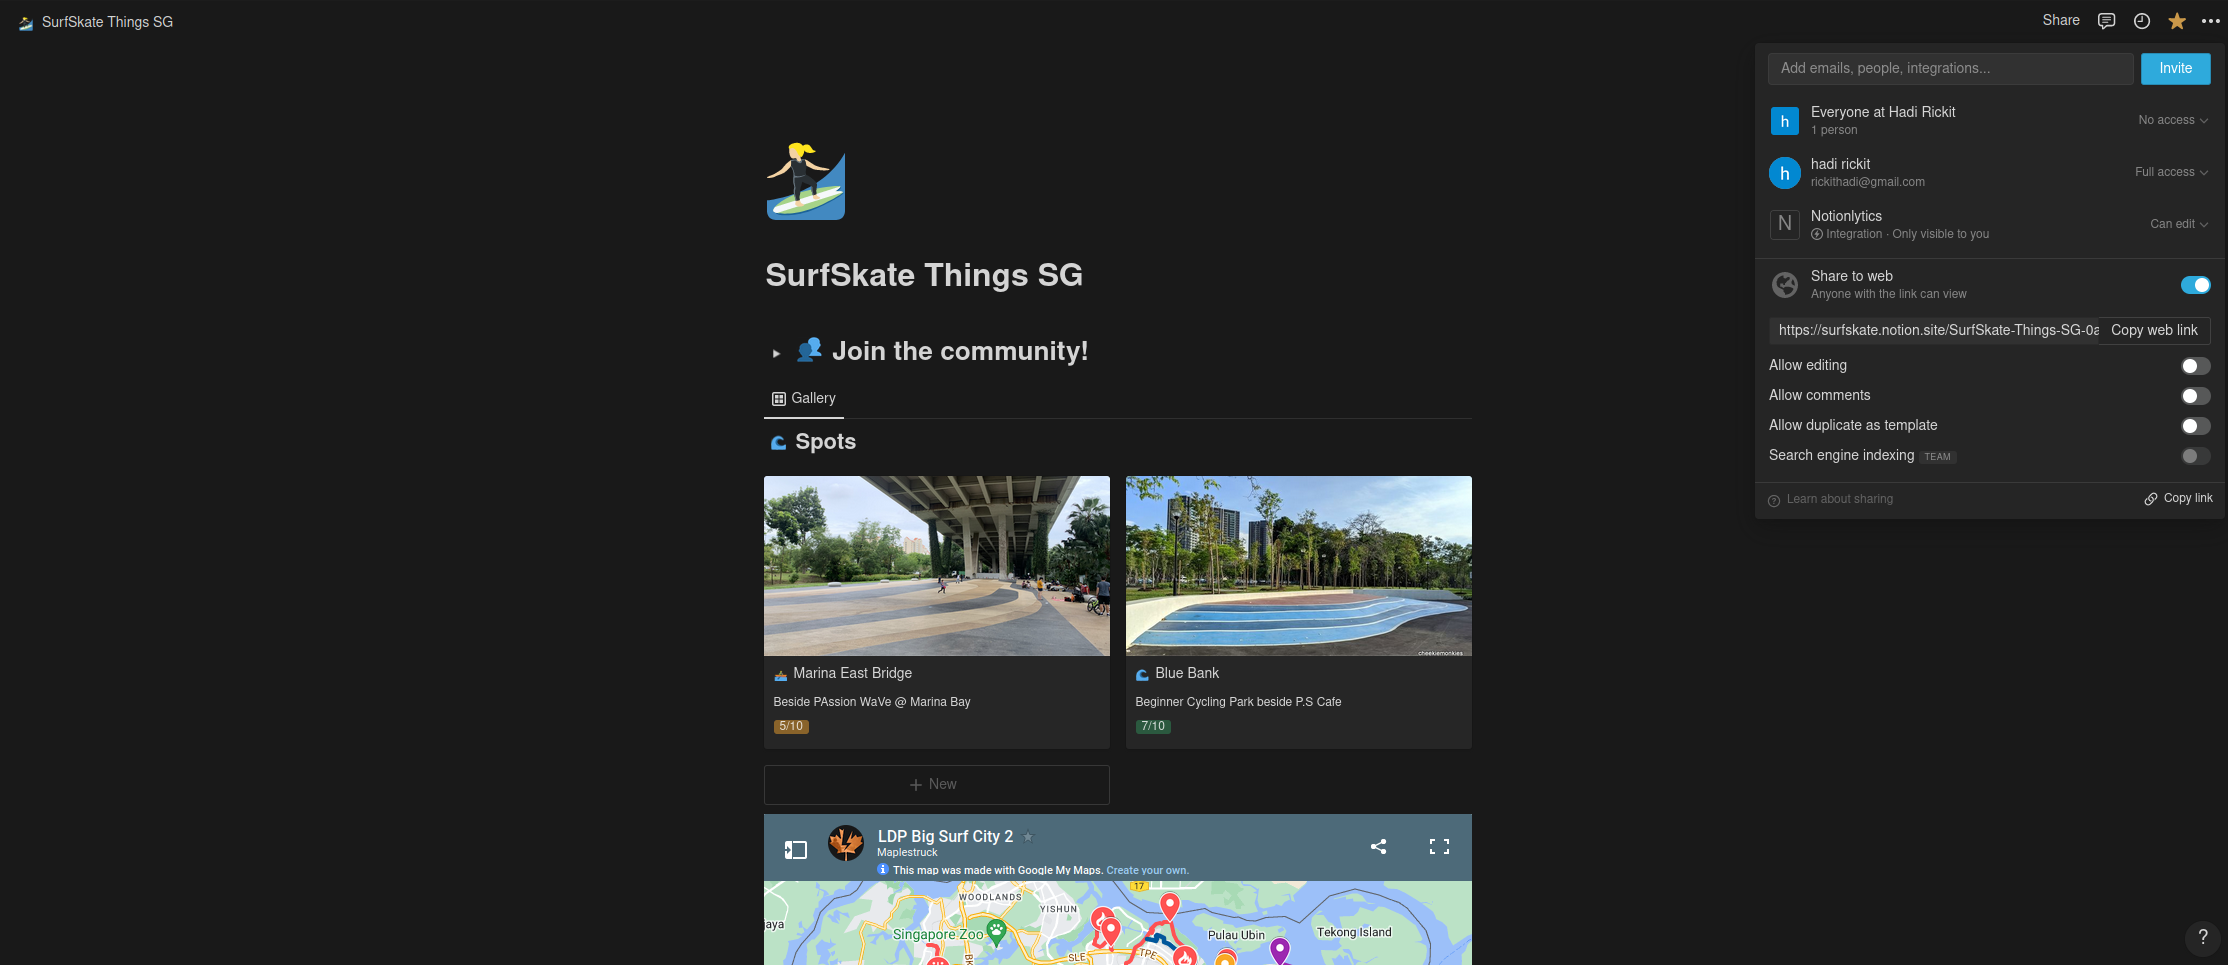 SurfSkate Things SG
Share
Add emails, people, integrations...
Invite
Everyone at Hadi Rickit
1 person
No access
hadi rickit
rickithadi@gmail.com
Full access
N
Notionlytics
Integration · Only visible to you
Can edit
Share to web
Anyone with the link can view
https://surfskate.notion.site/SurfSkate-Things-SG-0a
Copy web link
Allow editing
Allow comments
Allow duplicate as template
Search engine indexing TEAM
Learn about sharing
Copy link
SurfSkate Things SG
Join the community!
Gallery
Spots
cheekiemonkies
Marina East Bridge
Beside PAssion WaVe @ Marina Bay
5/10
Blue Bank
Beginner Cycling Park beside P.S Cafe
7/10
+ New
LDP Big Surf City 2
Maplestruck
This map was made with Google My Maps. Create your own.
17
WOODLANDS
YISHUN
jaya
Singapore Zoo
Pulau Ubin
Tekong Island
BK
SLE
TPE
h
h
?